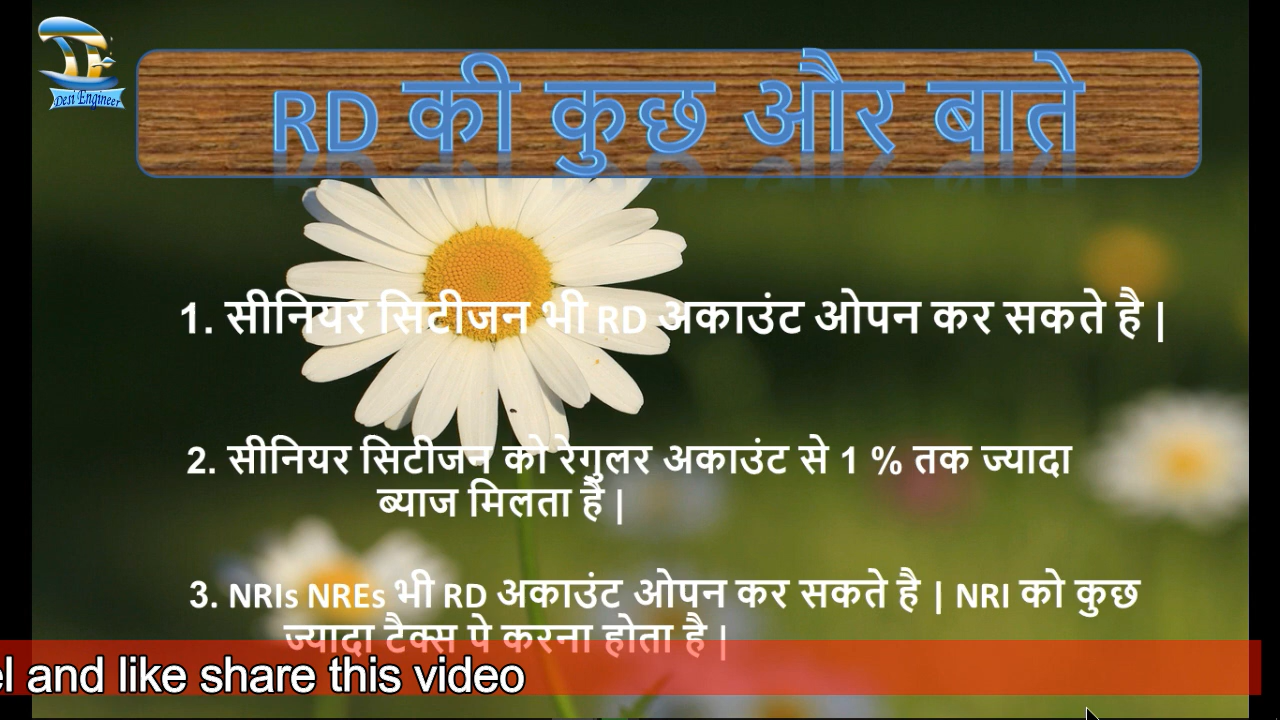 Desi Engineer
RD की कुछ और बाते
1. सीनियर सिटीजन भी RD अकाउंट ओपन कर सकते है |
2. सीनियर सिटीजन को रेगुलर अकाउंट से 1 % तक ज्यादा
ब्याज मिलता है |
3. NRIs NREs भी RD अकाउंट ओपन कर सकते है | NRI को कुछ
ज्यादा टैक्स पे करना होता है |
el and like share this video